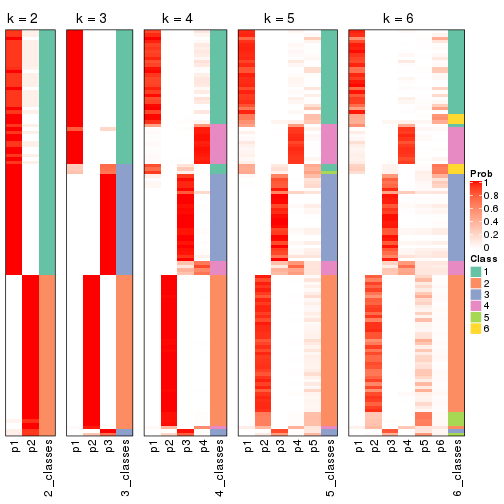 k = 2
k = 3
k = 4
k = 5
k = 6
p1
p2
2_classes
p1
p2
p3
3_classes
p1
p2
p3
p4
4_classes
p1
p2
p3
p4
p5
5_classes
p1
p2
p3
p4
p5
p6
6_classes
Prob
1
0.8
0.6
0.4
0.2
0
Class
1
2
3
4
5
6